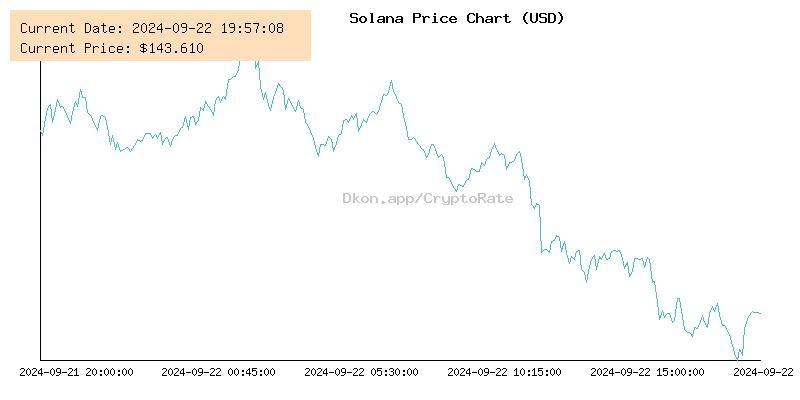 Solana Price Chart (USD)
Current Date: 2024-09-22 19:57:08
Current Price: $143.610
Dkon.app/CryptoRate
2024-09-21 20:00:00 2024-09-22 00:45:00 2024-09-22 05:30:00 2024-09-22 10:15:00 2024-09-22 15:00:00 2024-09-22